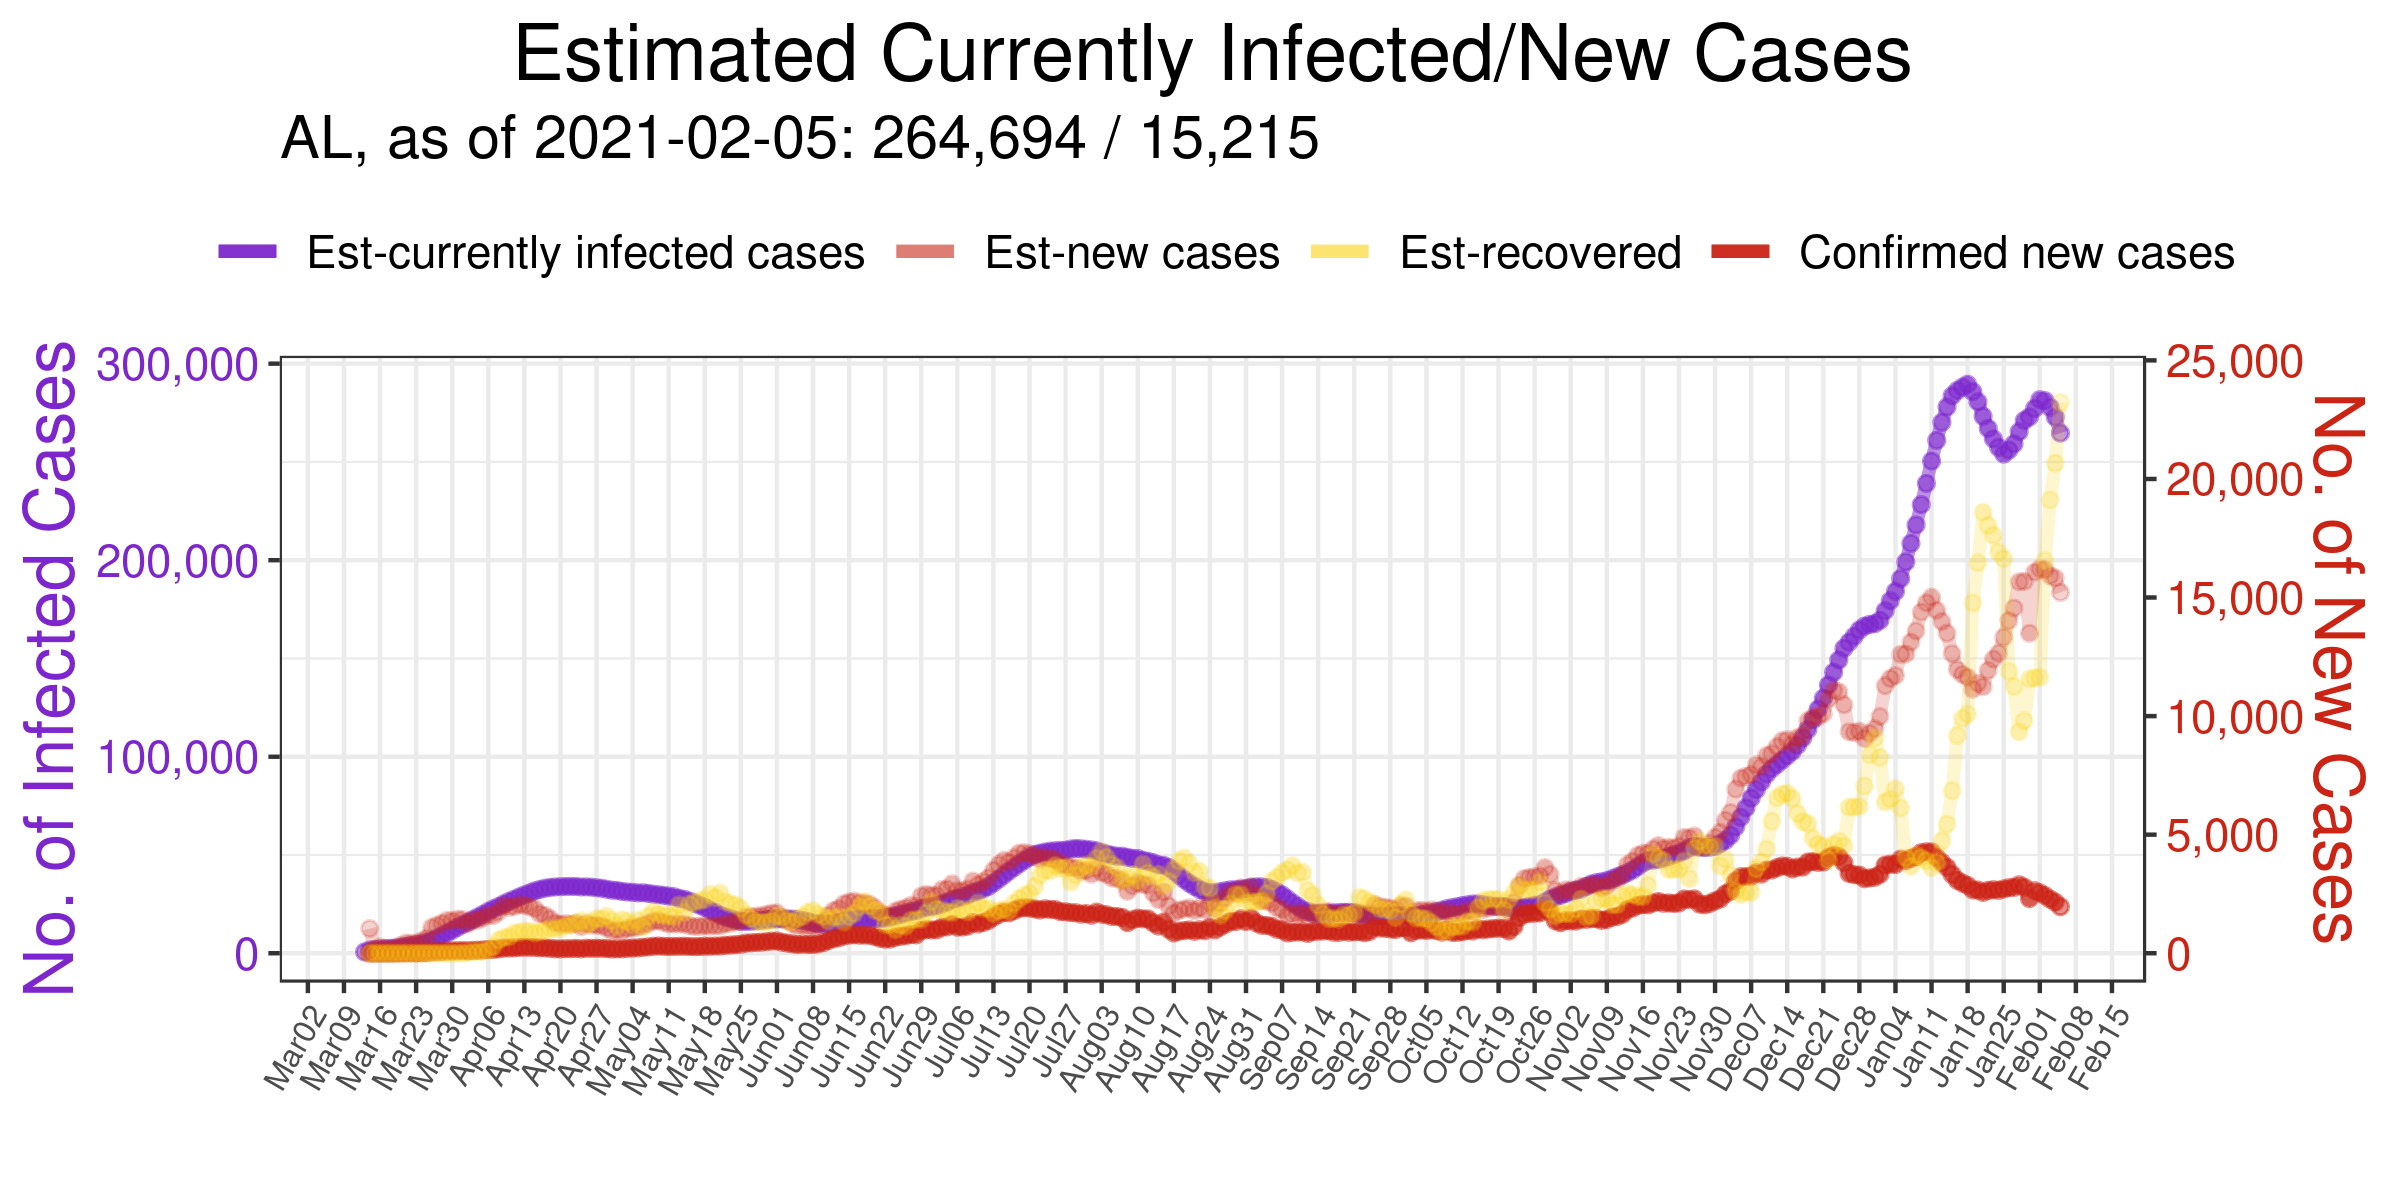 Estimated Currently Infected/New Cases
AL, as of 2021-02-05: 264,694 / 15,215
Est-currently infected cases Est-new cases Est-recovered Confirmed new cases
No. of Infected Cases
300,000
200,000
100,000
0
25,000
20,000
15,000
10,000
5,000
0
No. of New Cases
Mar02 Mar09 Mar16 Mar23 Mar30 Apr06 Apr13 Apr20 Apr27 May04 May11 May18 May25 Jun01 Jun08 Jun15 Jun22 Jun29 Jul06 Jul13 Jul20 Jul27 Aug03 Aug10 Aug17 Aug24 Aug31 Sep07 Sep14 Sep21 Sep28 Oct05 Oct12 Oct19 Oct26 Nov02 Nov09 Nov16 Nov23 Nov30 Dec07 Dec14 Dec21 Dec28 Jan04 Jan11 Jan18 Jan25 Feb01 Feb08 Feb15